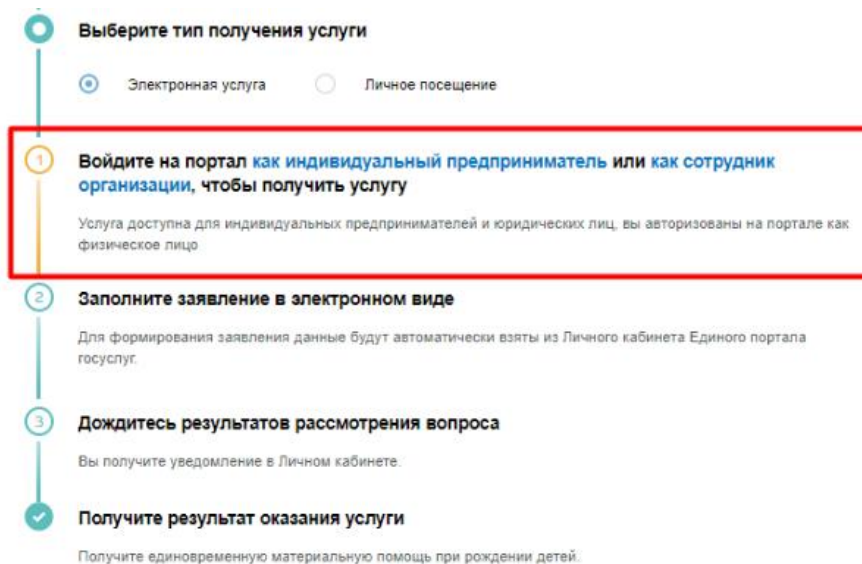 Выберите тип получения услуги
Электронная услуга Личное посещение
1 Войдите на портал как индивидуальный предприниматель или как сотрудник
организации, чтобы получить услугу
Услуга доступна для индивидуальных предпринимателей и юридических лиц, вы авторизованы на портале как
физическое лицо
2 Заполните заявление в электронном виде
Для формирования заявления данные будут автоматически взяты из Личного кабинета Единого портала
госуслуг.
3 Дождитесь результатов рассмотрения вопроса
Вы получите уведомление в Личном кабинете.
Получите результат оказания услуги
Получите единовременную материальную помощь при рождении детей.